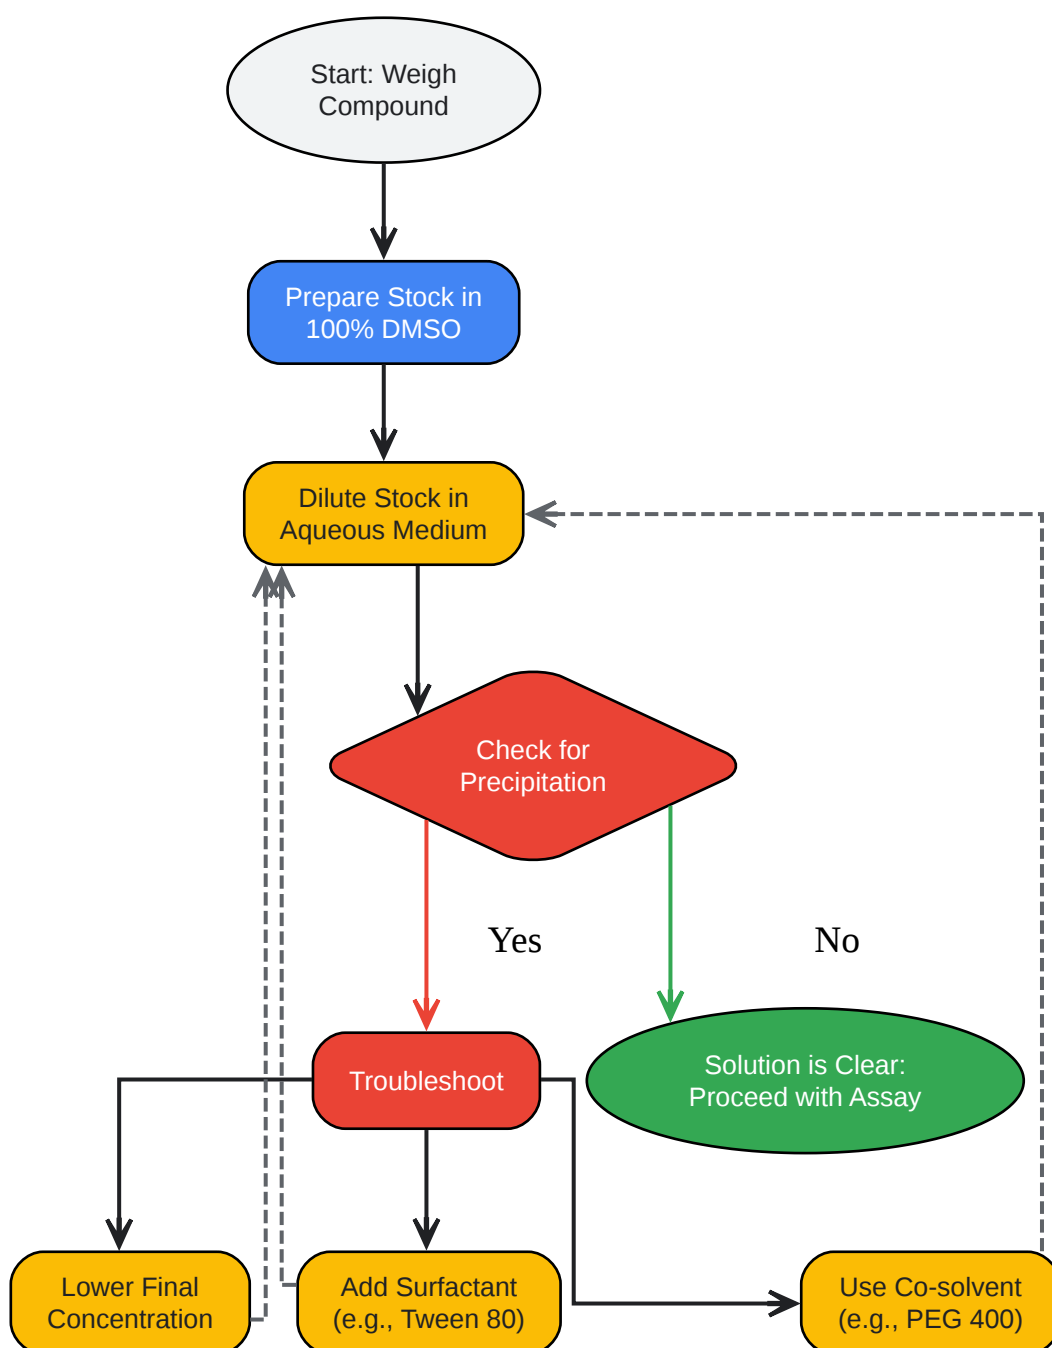 Start: Weigh
Compound
Prepare Stock in
100% DMSO
Dilute Stock in
Aqueous Medium
Check for
Precipitation
Yes
No
Troubleshoot
Solution is Clear:
Proceed with Assay
Lower Final
Concentration
Add Surfactant
(e.g., Tween 80)
Use Co-solvent
(e.g., PEG 400)